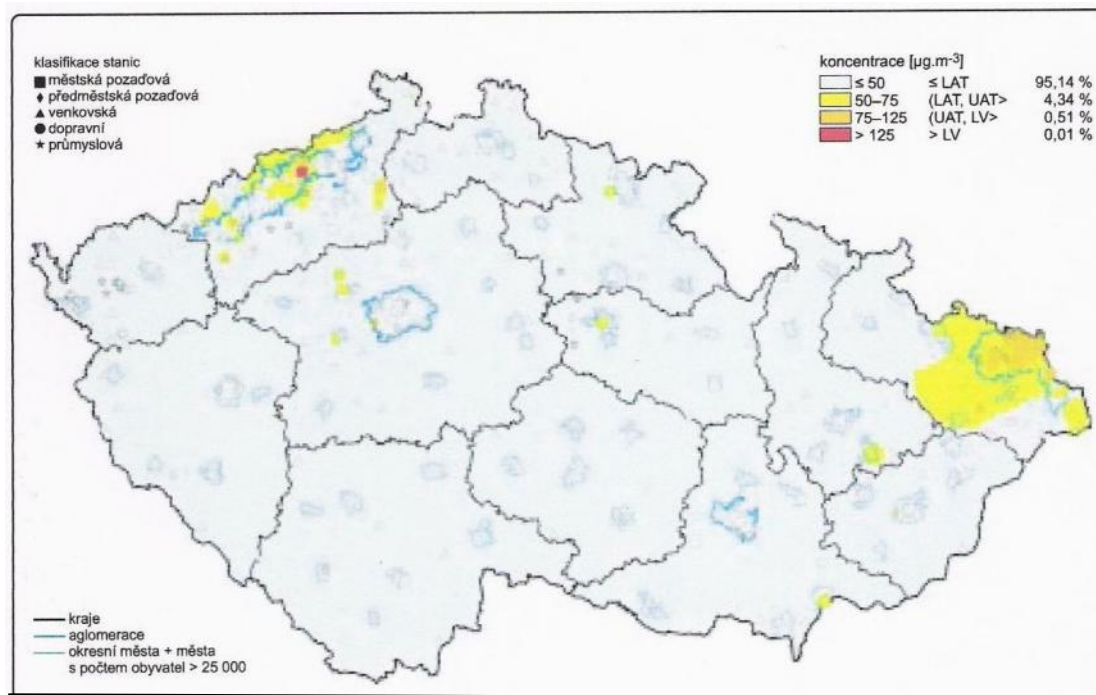 klasifikace stanic
■ městská pozaďová
♦ předměstská pozaďová
▲ venkovská
● dopravní
★ průmyslová
koncentrace [µg.m⁻³]
≤ 50 ≤ LAT 95,14 %
50–75 (LAT, UAT> 4,34 %
75–125 (UAT, LV> 0,51 %
> 125 > LV 0,01 %
kraje
aglomerace
okresní města + města
s počtem obyvatel > 25 000